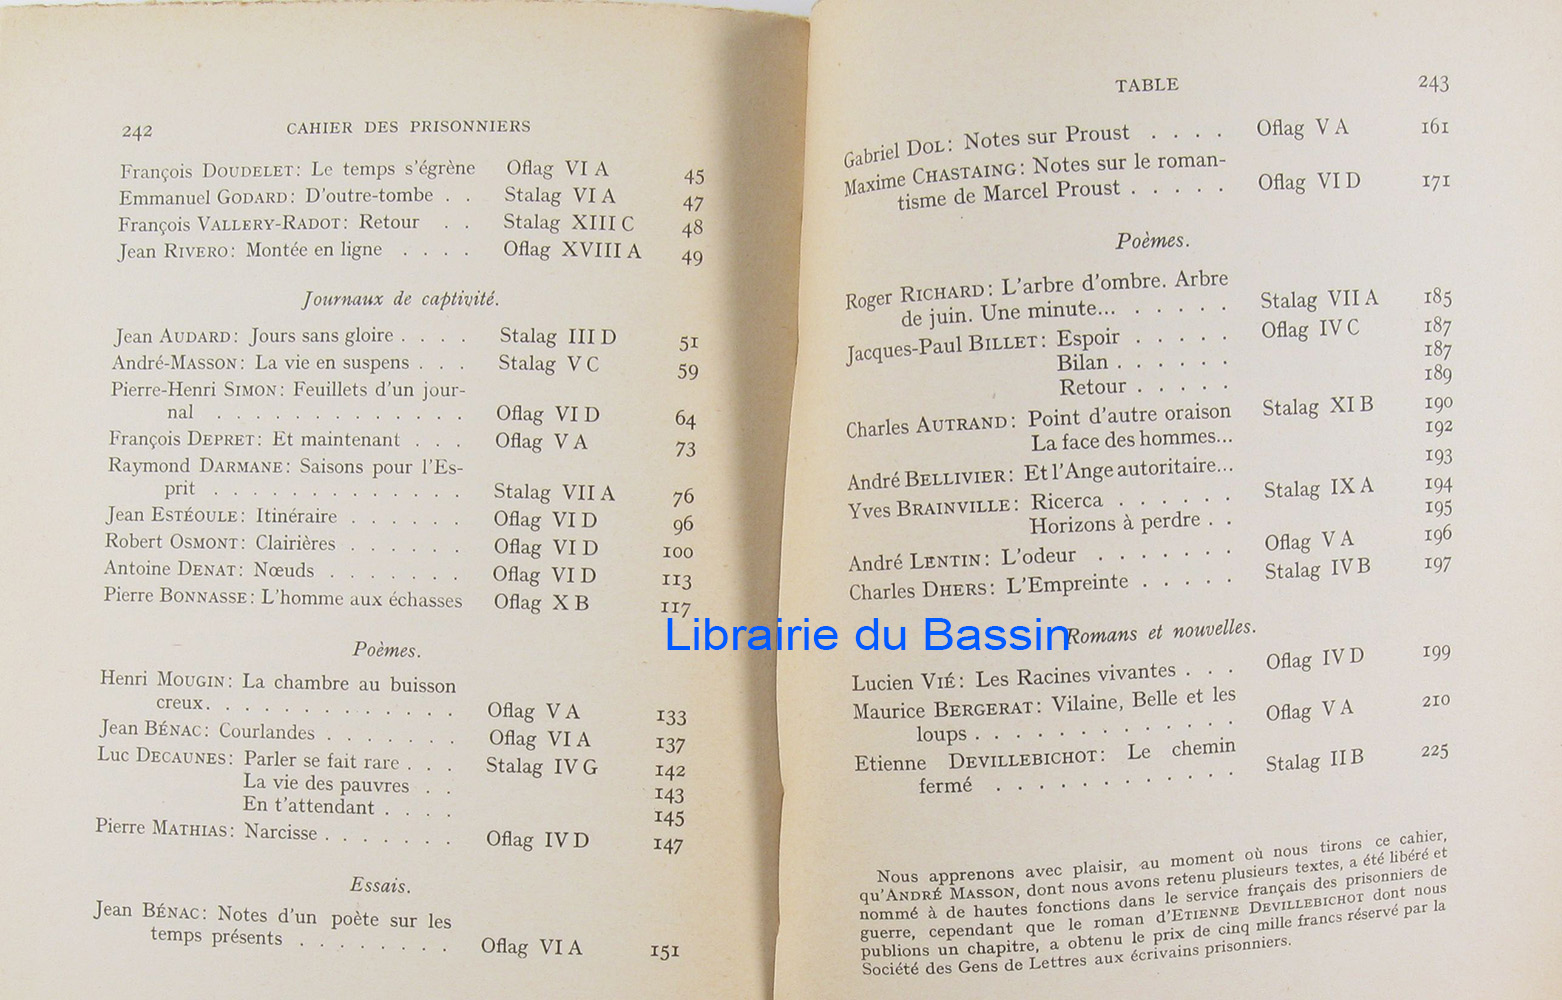 242 CAHIER DES PRISONNIERS
François DOUDELET: Le temps s'égrène Oflag VI A 45
Emmanuel GODARD: D'outre-tombe . . Stalag VI A 47
François VALLERY-RADOT: Retour . . Stalag XIII C 48
Jean RIVERO: Montée en ligne . . . . Oflag XVIII A 49
Journaux de captivité.
Jean AUDARD: Jours sans gloire . . . . Stalag III D 51
André-MASSON: La vie en suspens . . . Stalag V C 59
Pierre-Henri SIMON: Feuillets d'un jour-
nal . . . . . . . . . . . . . Oflag VI D 64
François DEPRET: Et maintenant . . . Oflag V A 73
Raymond DARMANE: Saisons pour l'Es-
prit . . . . . . . . . . . . . Stalag VII A 76
Jean ESTÉOULE: Itinéraire . . . . . . Oflag VI D 96
Robert OSMONT: Clairières . . . . . . Oflag VI D 100
Antoine DENAT: Nœuds . . . . . . . Oflag VI D 113
Pierre BONNASSE: L'homme aux échasses Oflag X B 117
Poèmes.
Henri MOUGIN: La chambre au buisson
creux. . . . . . . . . . . . . Oflag V A 133
Jean BÉNAC: Courlandes . . . . . . . Oflag VI A 137
Luc DECAUNES: Parler se fait rare . . . Stalag IV G 142
La vie des pauvres . . 143
En t'attendant . . . . 145
Pierre MATHIAS: Narcisse . . . . . . . Oflag IV D 147
Essais.
Jean BÉNAC: Notes d'un poète sur les
temps présents . . . . . . . . Oflag VI A 151
TABLE 243
Gabriel DOL: Notes sur Proust . . . . Oflag V A 161
Maxime CHASTAING: Notes sur le roman-
tisme de Marcel Proust . . . . . Oflag VI D 171
Poèmes.
Roger RICHARD: L'arbre d'ombre. Arbre
de juin. Une minute... . . . . . Stalag VII A 185
Jacques-Paul BILLET: Espoir . . . . . Oflag IV C 187
Bilan . . . . . . 187
Retour . . . . . 189
Charles AUTRAND: Point d'autre oraison Stalag XI B 190
La face des hommes... 192
André BELLIVIER: Et l'Ange autoritaire... 193
Yves BRAINVILLE: Ricerca . . . . . . Stalag IX A 194
Horizons à perdre . . 195
André LENTIN: L'odeur . . . . . . . Oflag V A 196
Charles DHERS: L'Empreinte . . . . . Stalag IV B 197
Romans et nouvelles.
Lucien VIÉ: Les Racines vivantes . . . Oflag IV D 199
Maurice BERGERAT: Vilaine, Belle et les
loups . . . . . . . . . . . . . Oflag V A 210
Etienne DEVILLEBICHOT: Le chemin
fermé . . . . . . . . . . . . Stalag II B 225
Nous apprenons avec plaisir, au moment où nous tirons ce cahier,
qu'ANDRÉ MASSON, dont nous avons retenu plusieurs textes, a été libéré et
nommé à de hautes fonctions dans le service français des prisonniers de
guerre, cependant que le roman d'ETIENNE DEVILLEBICHOT dont nous
publions un chapitre, a obtenu le prix de cinq mille francs réservé par la
Société des Gens de Lettres aux écrivains prisonniers.
Librairie du Bassin